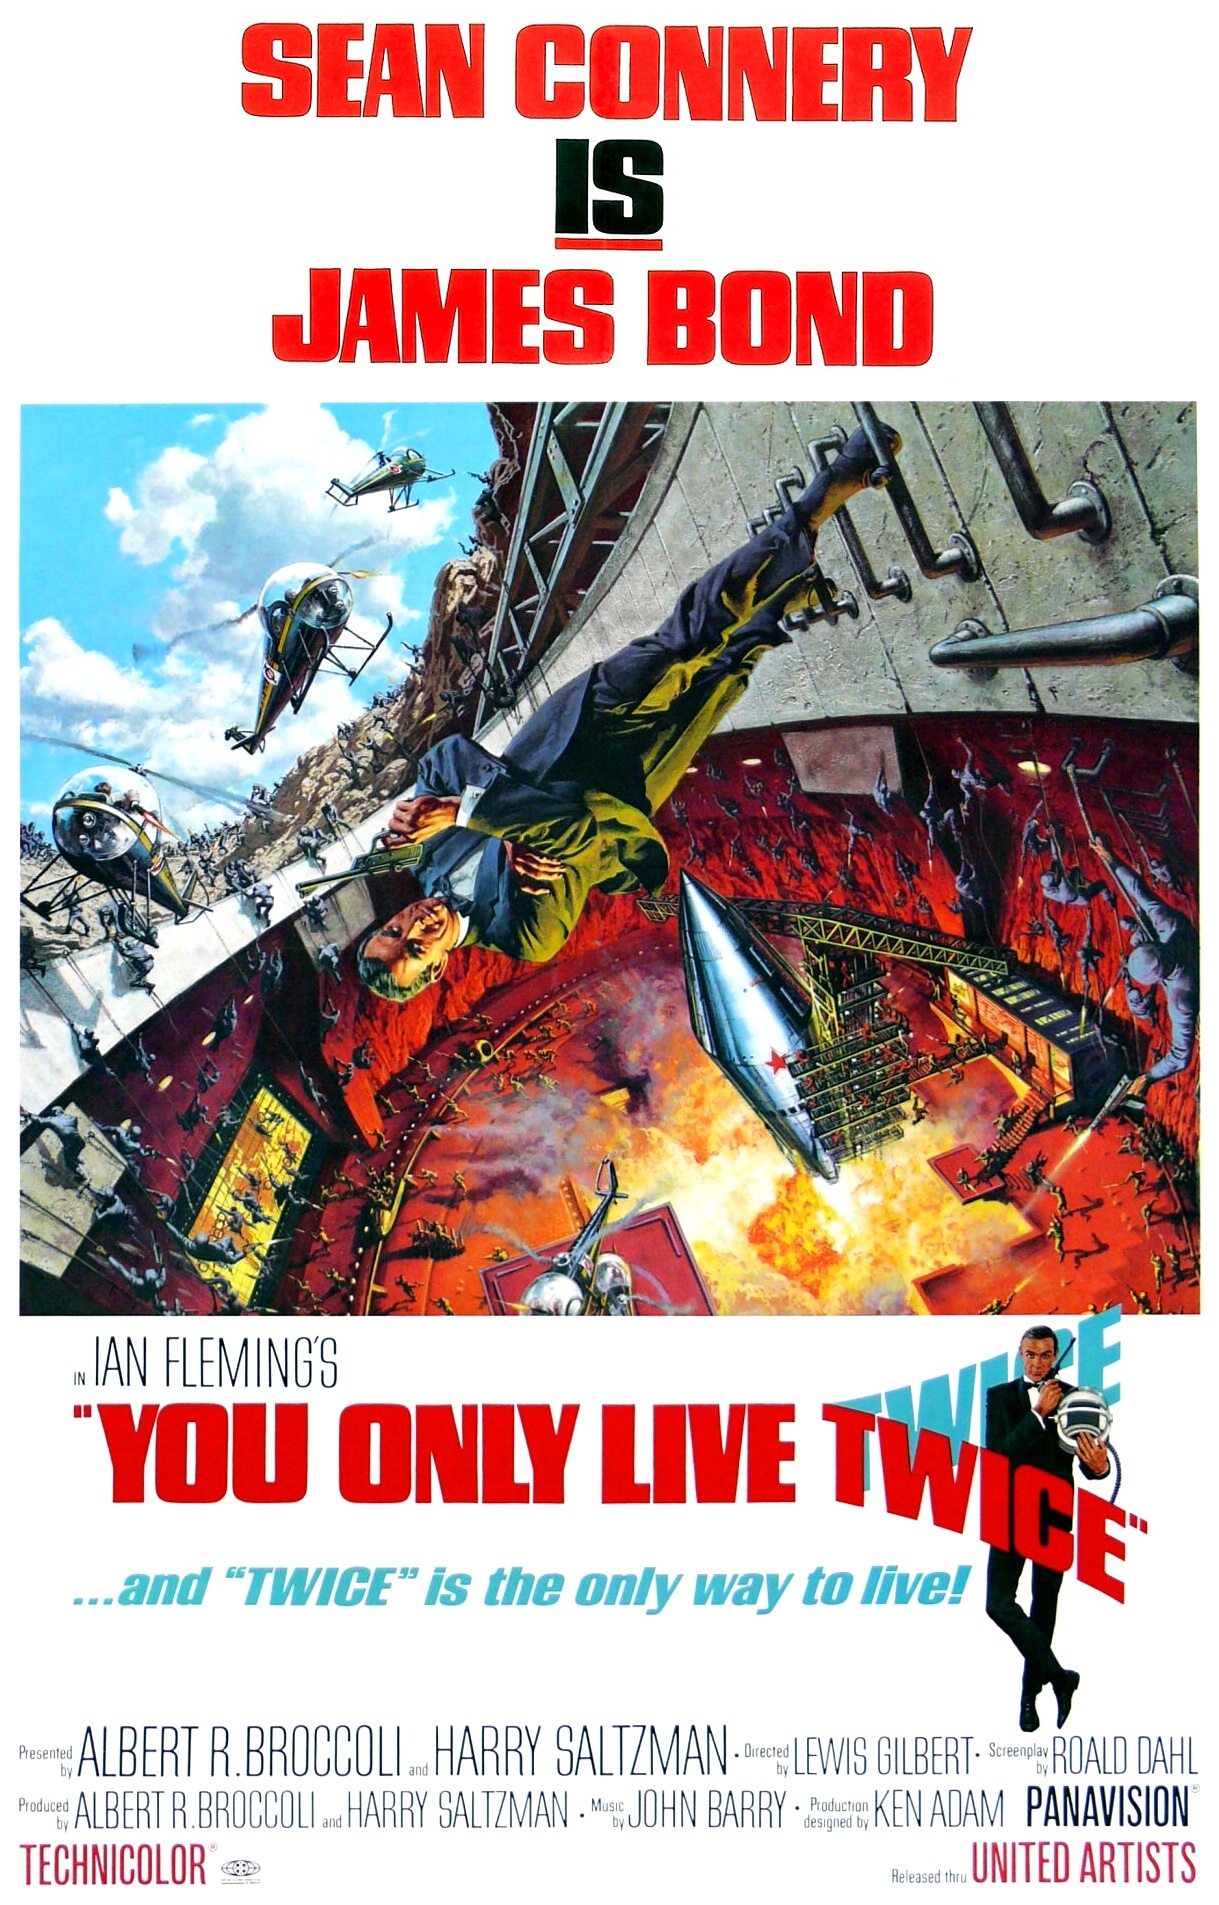 SEAN CONNERY
IS
JAMES BOND
IN IAN FLEMING'S
"YOU ONLY LIVE TWICE"
TWICE
...and "TWICE" is the only way to live!
Presented by ALBERT R. BROCCOLI and HARRY SALTZMAN · Directed by LEWIS GILBERT · Screenplay by ROALD DAHL
Produced by ALBERT R. BROCCOLI and HARRY SALTZMAN · Music by JOHN BARRY · Production designed by KEN ADAM PANAVISION®
TECHNICOLOR® Released thru UNITED ARTISTS